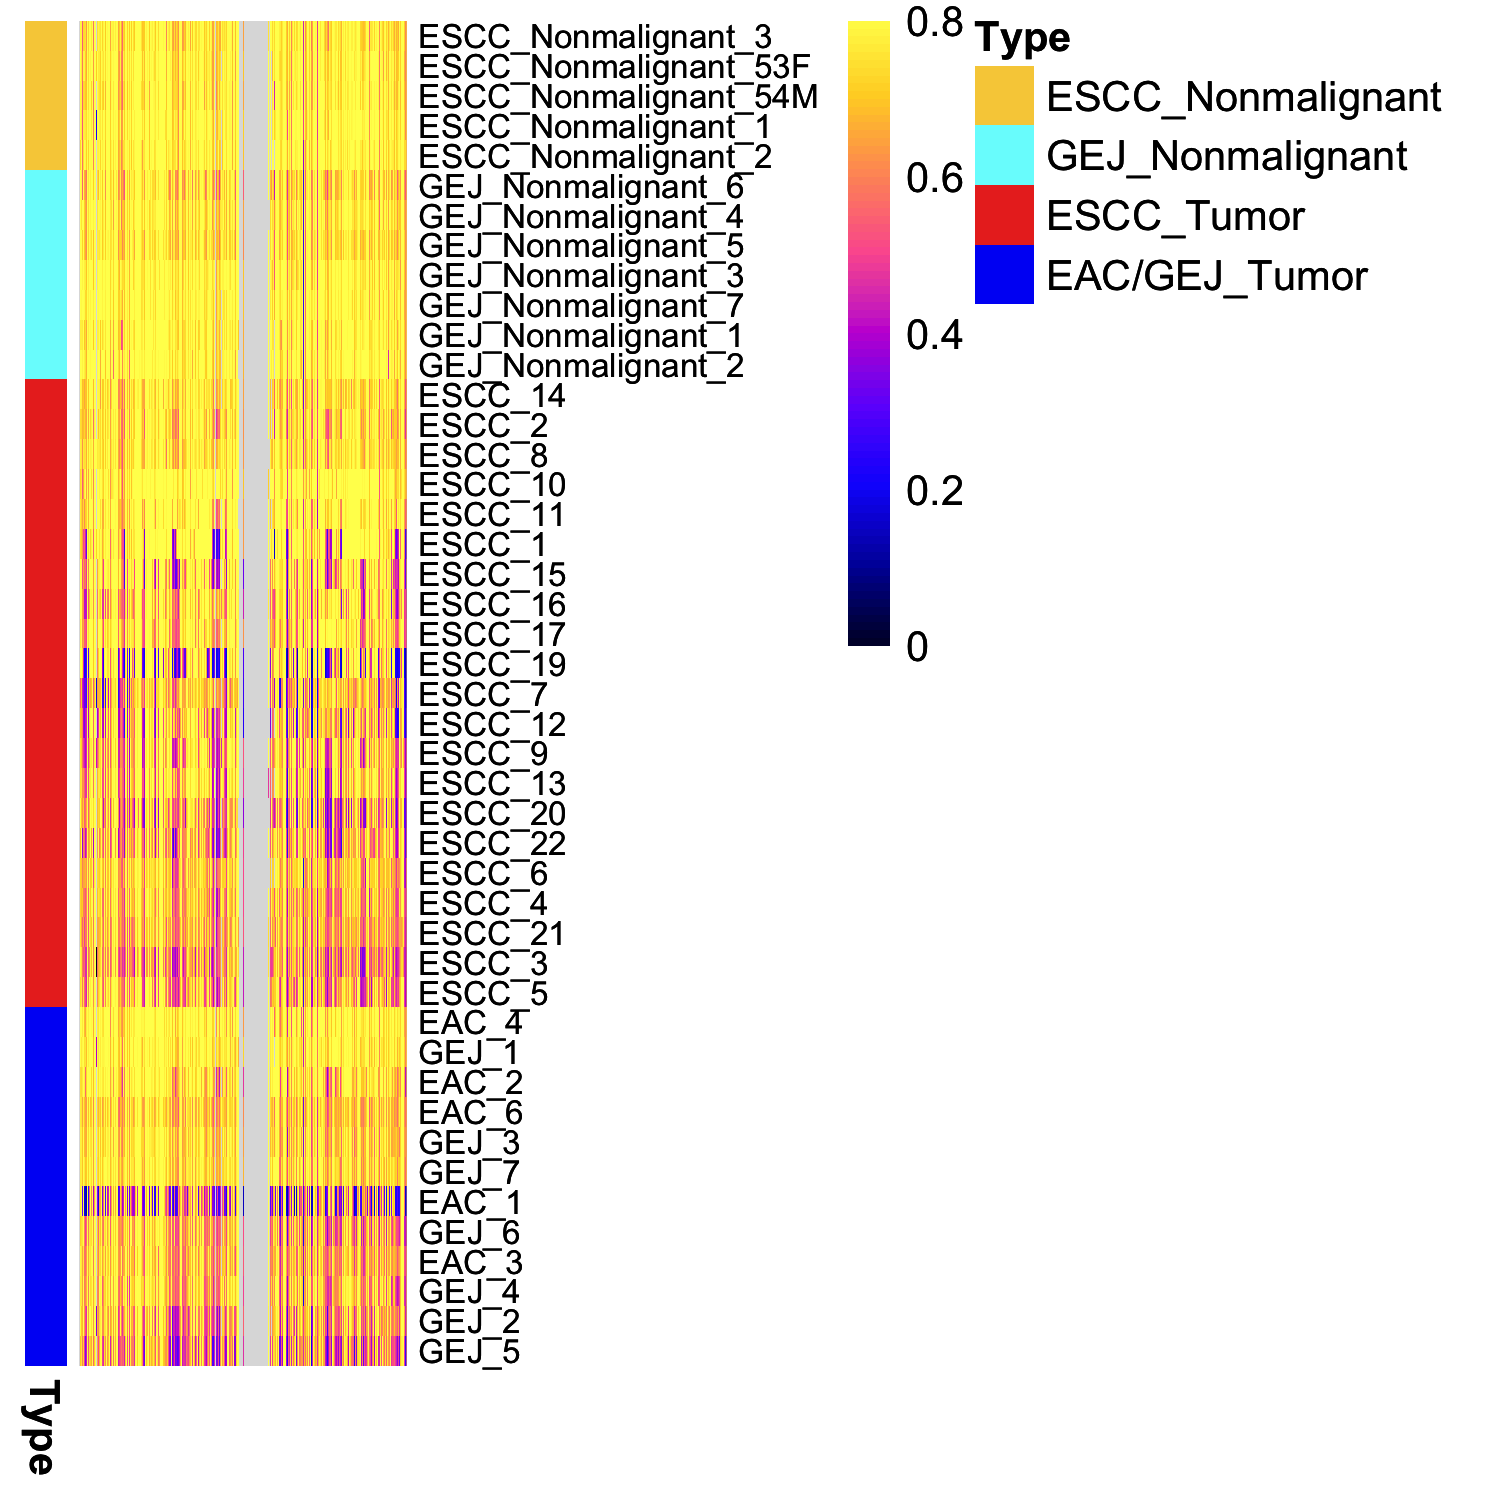 ESCC_Nonmalignant_3
ESCC_Nonmalignant_53F
ESCC_Nonmalignant_54M
ESCC_Nonmalignant_1
ESCC_Nonmalignant_2
GEJ_Nonmalignant_6
GEJ_Nonmalignant_4
GEJ_Nonmalignant_5
GEJ_Nonmalignant_3
GEJ_Nonmalignant_7
GEJ_Nonmalignant_1
GEJ_Nonmalignant_2
ESCC_14
ESCC_2
ESCC_8
ESCC_10
ESCC_11
ESCC_1
ESCC_15
ESCC_16
ESCC_17
ESCC_19
ESCC_7
ESCC_12
ESCC_9
ESCC_13
ESCC_20
ESCC_22
ESCC_6
ESCC_4
ESCC_21
ESCC_3
ESCC_5
EAC_4
GEJ_1
EAC_2
EAC_6
GEJ_3
GEJ_7
EAC_1
GEJ_6
EAC_3
GEJ_4
GEJ_2
GEJ_5
Type
0.8
0.6
0.4
0.2
0
Type
ESCC_Nonmalignant
GEJ_Nonmalignant
ESCC_Tumor
EAC/GEJ_Tumor